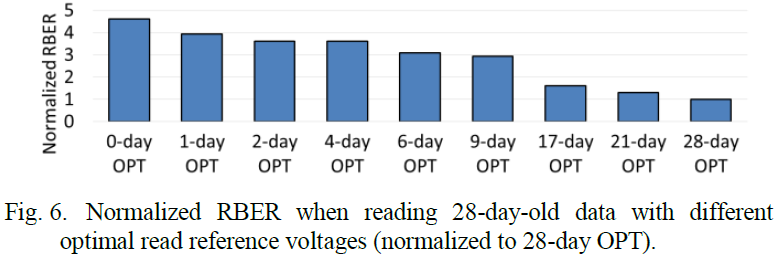 Normalized RBER
5
4
3
2
1
0
0-day 1-day 2-day 4-day 6-day 9-day 17-day 21-day 28-day
OPT OPT OPT OPT OPT OPT OPT OPT OPT
Fig. 6. Normalized RBER when reading 28-day-old data with different
optimal read reference voltages (normalized to 28-day OPT).